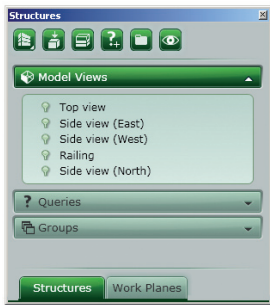 Structures
Model Views
Top view
Side view (East)
Side view (West)
Railing
Side view (North)
? Queries
Groups
Structures
Work Planes